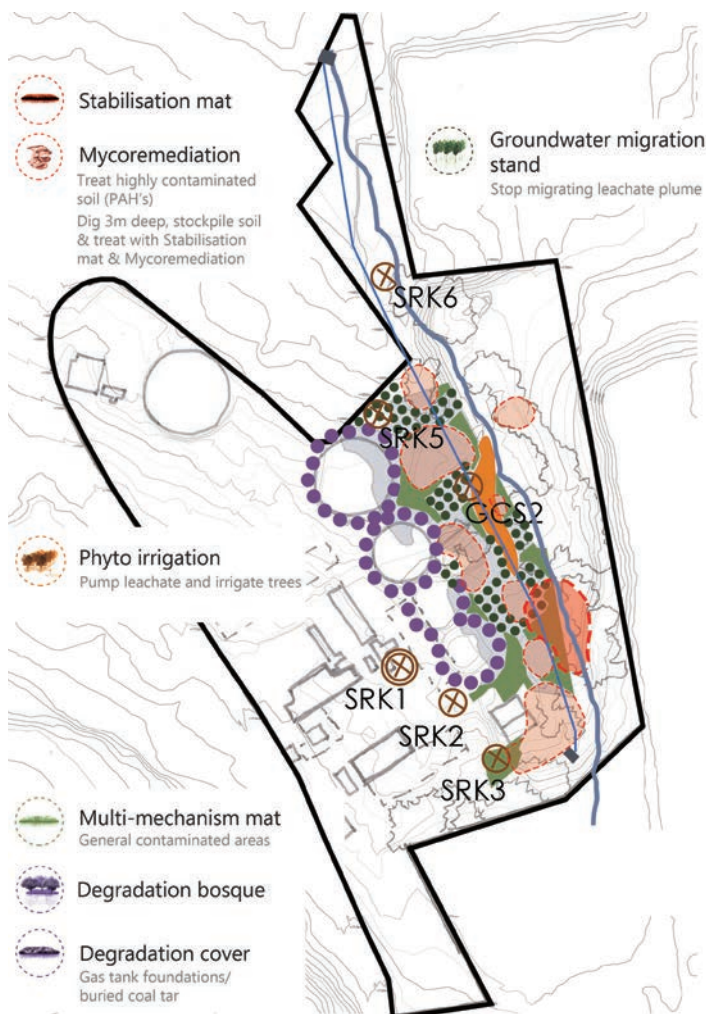 Stabilisation mat
Mycoremediation
Treat highly contaminated
soil (PAH's)
Dig 3m deep, stockpile soil
& treat with Stabilisation
mat & Mycoremediation
Groundwater migration
stand
Stop migrating leachate plume
SRK6
SRK5
GCS2
Phyto irrigation
Pump leachate and irrigate trees
SRK1
SRK2
SRK3
Multi-mechanism mat
General contaminated areas
Degradation bosque
Degradation cover
Gas tank foundations/
buried coal tar